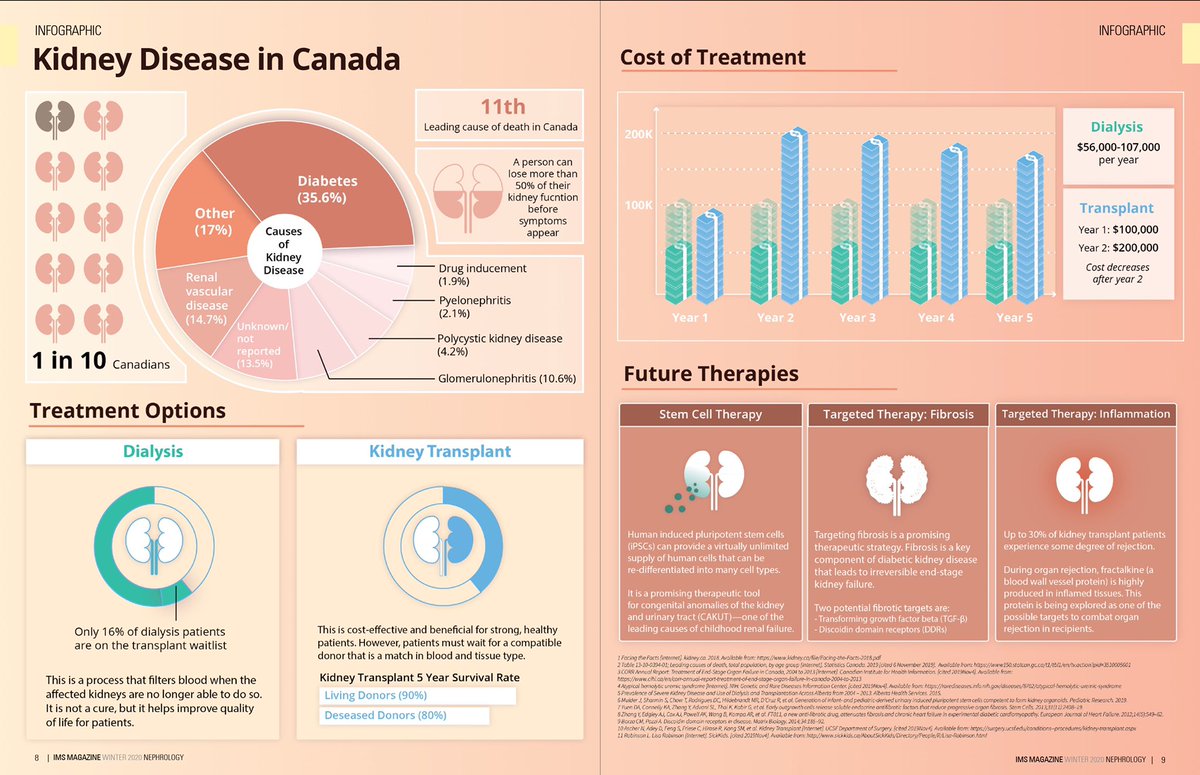 INFOGRAPHIC
Kidney Disease in Canada
1 in 10 Canadians
Causes
of
Kidney
Disease
Diabetes
(35.6%)
Other
(17%)
Renal
vascular
disease
(14.7%)
Unknown/
not
reported
(13.5%)
11th
Leading cause of death in Canada
A person can
lose more than
50% of their
kidney fucntion
before
symptoms
appear
Drug inducement
(1.9%)
Pyelonephritis
(2.1%)
Polycystic kidney disease
(4.2%)
Glomerulonephritis (10.6%)
Treatment Options
Dialysis
Only 16% of dialysis patients
are on the transplant waitlist
This is a process that filters blood when the
affected kidneys are no longer able to do so.
It is not a cure, but it helps improve quality
of life for patients.
Kidney Transplant
This is cost-effective and beneficial for strong, healthy
patients. However, patients must wait for a compatible
donor that is a match in blood and tissue type.
Kidney Transplant 5 Year Survival Rate
Living Donors (90%)
Deseased Donors (80%)
8 | IMS MAGAZINE WINTER 2020 NEPHROLOGY
INFOGRAPHIC
Cost of Treatment
200K
100K
Year 1
Year 2
Year 3
Year 4
Year 5
Dialysis
$56,000-107,000
per year
Transplant
Year 1: $100,000
Year 2: $200,000
Cost decreases
after year 2
Future Therapies
Stem Cell Therapy
Human induced pluripotent stem cells
(iPSCs) can provide a virtually unlimited
supply of human cells that can be
re-differentiated into many cell types.
It is a promising therapeutic tool
for congenital anomalies of the kidney
and urinary tract (CAKUT)—one of the
leading causes of childhood renal failure.
Targeted Therapy: Fibrosis
Targeting fibrosis is a promising
therapeutic strategy. Fibrosis is a key
component of diabetic kidney disease
that leads to irreversible end-stage
kidney failure.
Two potential fibrotic targets are:
- Transforming growth factor beta (TGF-β)
- Discoidin domain receptors (DDRs)
Targeted Therapy: Inflammation
Up to 30% of kidney transplant patients
experience some degree of rejection.
During organ rejection, fractalkine (a
blood wall vessel protein) is highly
produced in inflamed tissues. This
protein is being explored as one of the
possible targets to combat organ
rejection in recipients.
IMS MAGAZINE WINTER 2020 NEPHROLOGY | 9